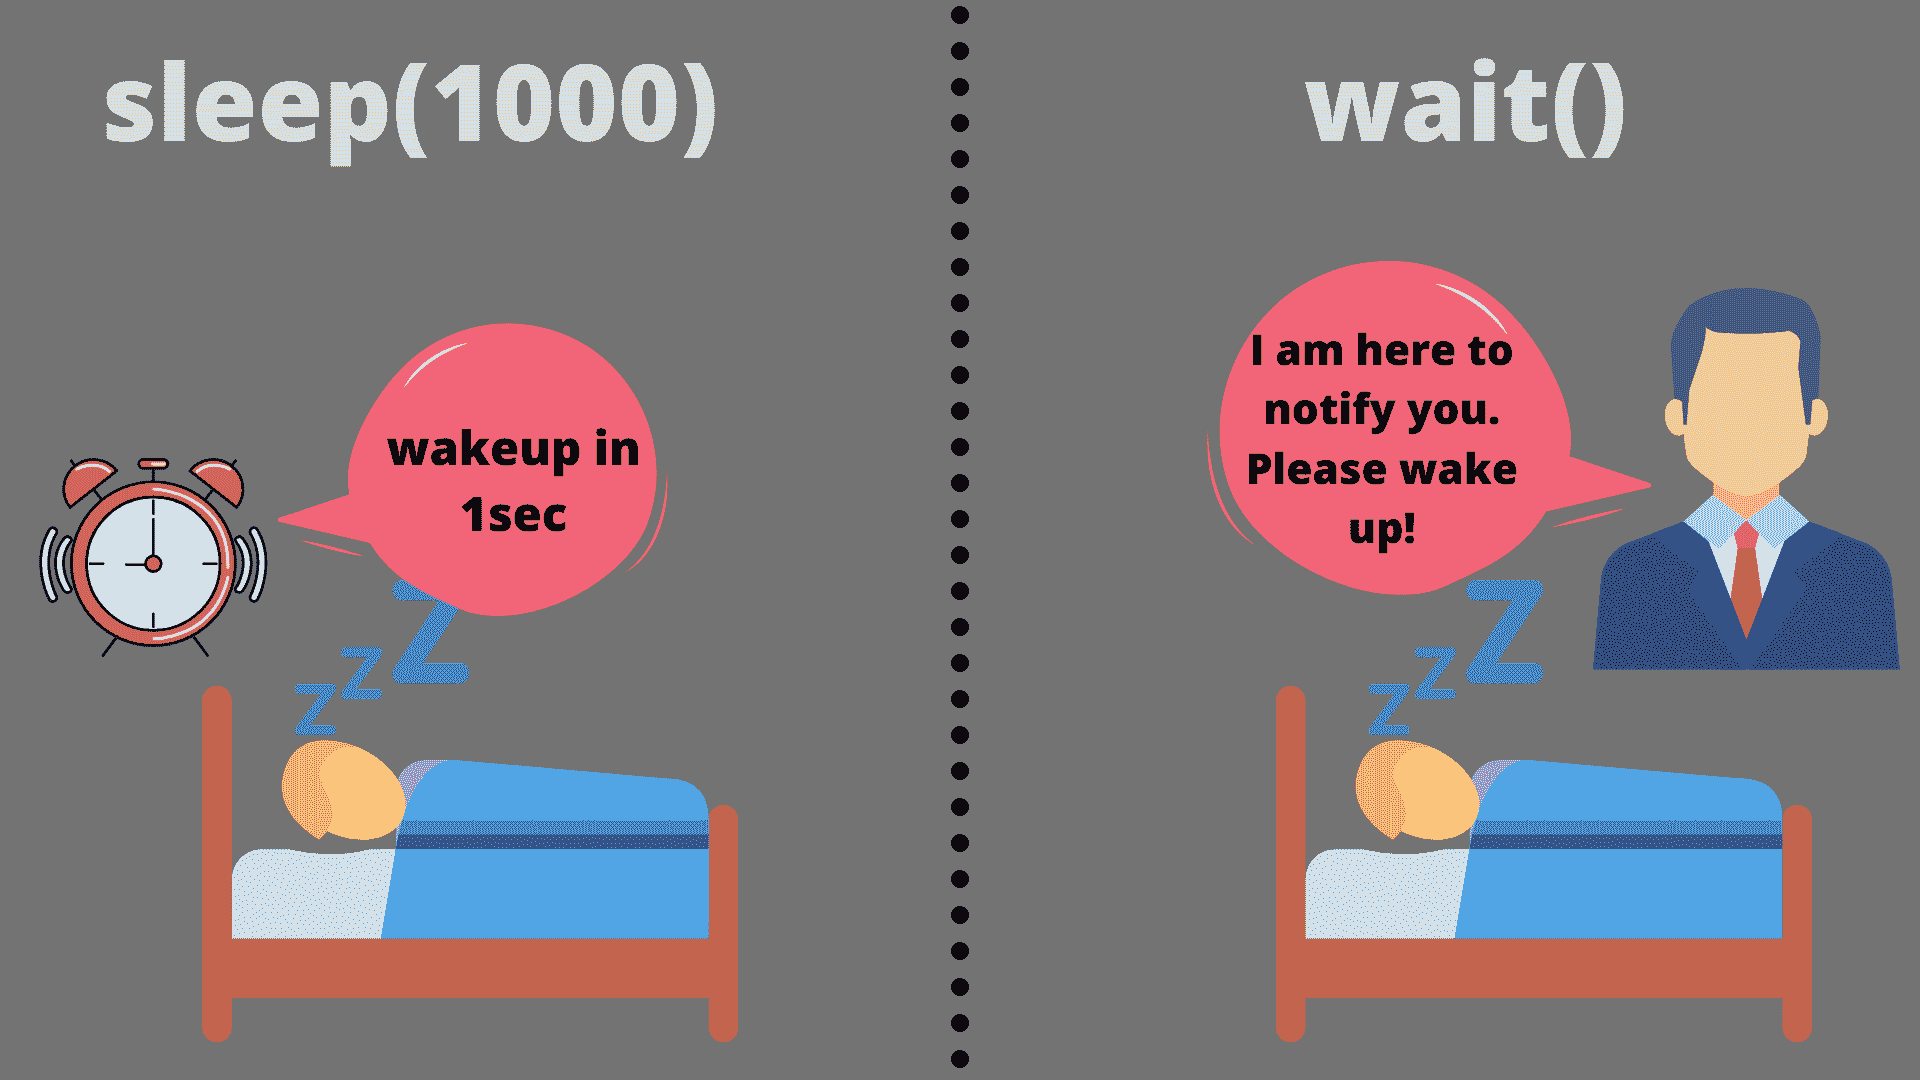 sleep(1000)
wakeup in
1sec
Z
Z
Z
wait()
I am here to
notify you.
Please wake
up!
Z
Z
Z